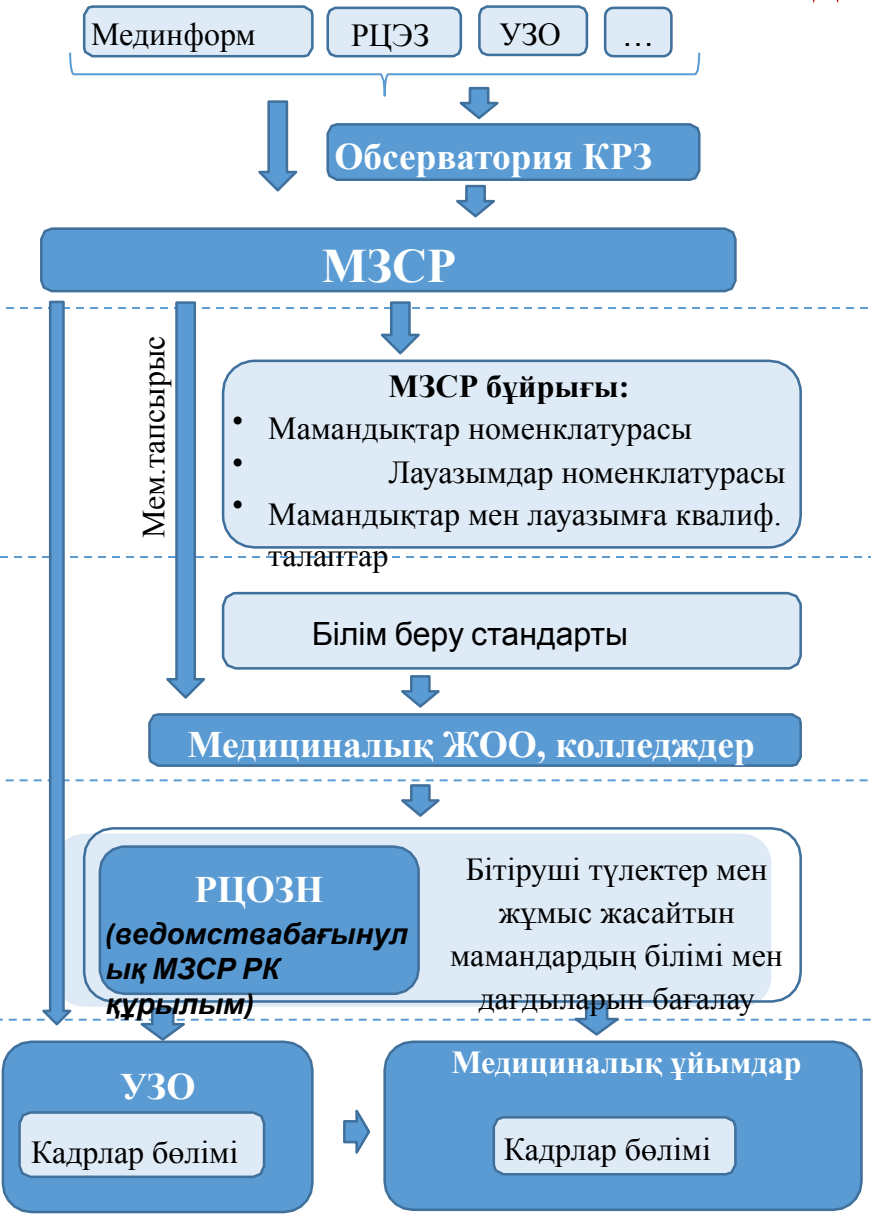 Мединформ
РЦЭЗ
УЗО
…
Обсерватория КРЗ
МЗСР
Мем.тапсырыс
МЗСР бұйрығы:
• Мамандықтар номенклатурасы
• Лауазымдар номенклатурасы
• Мамандықтар мен лауазымға квалиф.
талаптар
Білім беру стандарты
Медициналық ЖОО, колледждер
РЦОЗН
(ведомствабағынул
ық МЗСР РК
құрылым)
Бітіруші түлектер мен
жұмыс жасайтын
мамандардың білімі мен
дағдыларын бағалау
УЗО
Кадрлар бөлімі
Медициналық ұйымдар
Кадрлар бөлімі